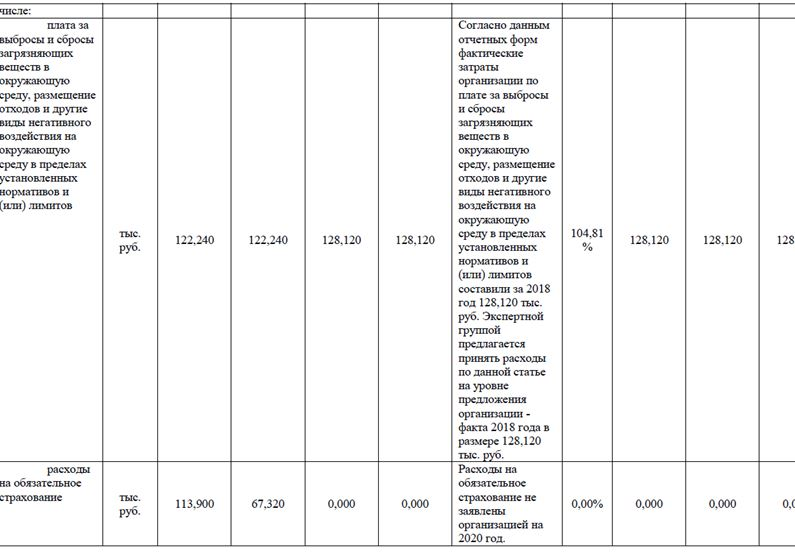 числе:
плата за
выбросы и сбросы
загрязняющих
веществ в
окружающую
среду, размещение
отходов и другие
виды негативного
воздействия на
окружающую
среду в пределах
установленных
нормативов и
(или) лимитов
тыс.
руб.
122,240
122,240
128,120
128,120
Согласно данным
отчетных форм
фактические
затраты
организации по
плате за выбросы
и сбросы
загрязняющих
веществ в
окружающую
среду, размещение
отходов и другие
виды негативного
воздействия на
окружающую
среду в пределах
установленных
нормативов и
(или) лимитов
составили за 2018
год 128,120 тыс.
руб. Экспертной
группой
предлагается
принять расходы
по данной статье
на уровне
предложения
организации -
факта 2018 года в
размере 128,120
тыс. руб.
104,81
%
128,120
128,120
128
расходы
на обязательное
страхование
тыс.
руб.
113,900
67,320
0,000
0,000
Расходы на
обязательное
страхование не
заявлены
организацией на
2020 год.
0,00%
0,000
0,000